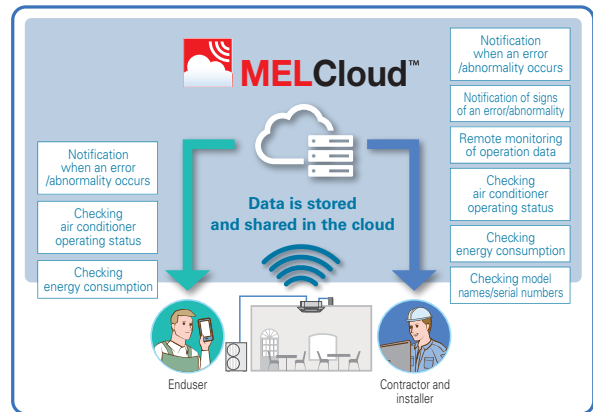 MELCloud™
Notification
when an error
/abnormality occurs
Checking
air conditioner
operating status
Checking
energy consumption
Data is stored
and shared in the cloud
Notification
when an error
/abnormality occurs
Notification of signs
of an error/abnormality
Remote monitoring
of operation data
Checking
air conditioner
operating status
Checking
energy consumption
Checking model
names/serial numbers
Enduser
Contractor and
installer